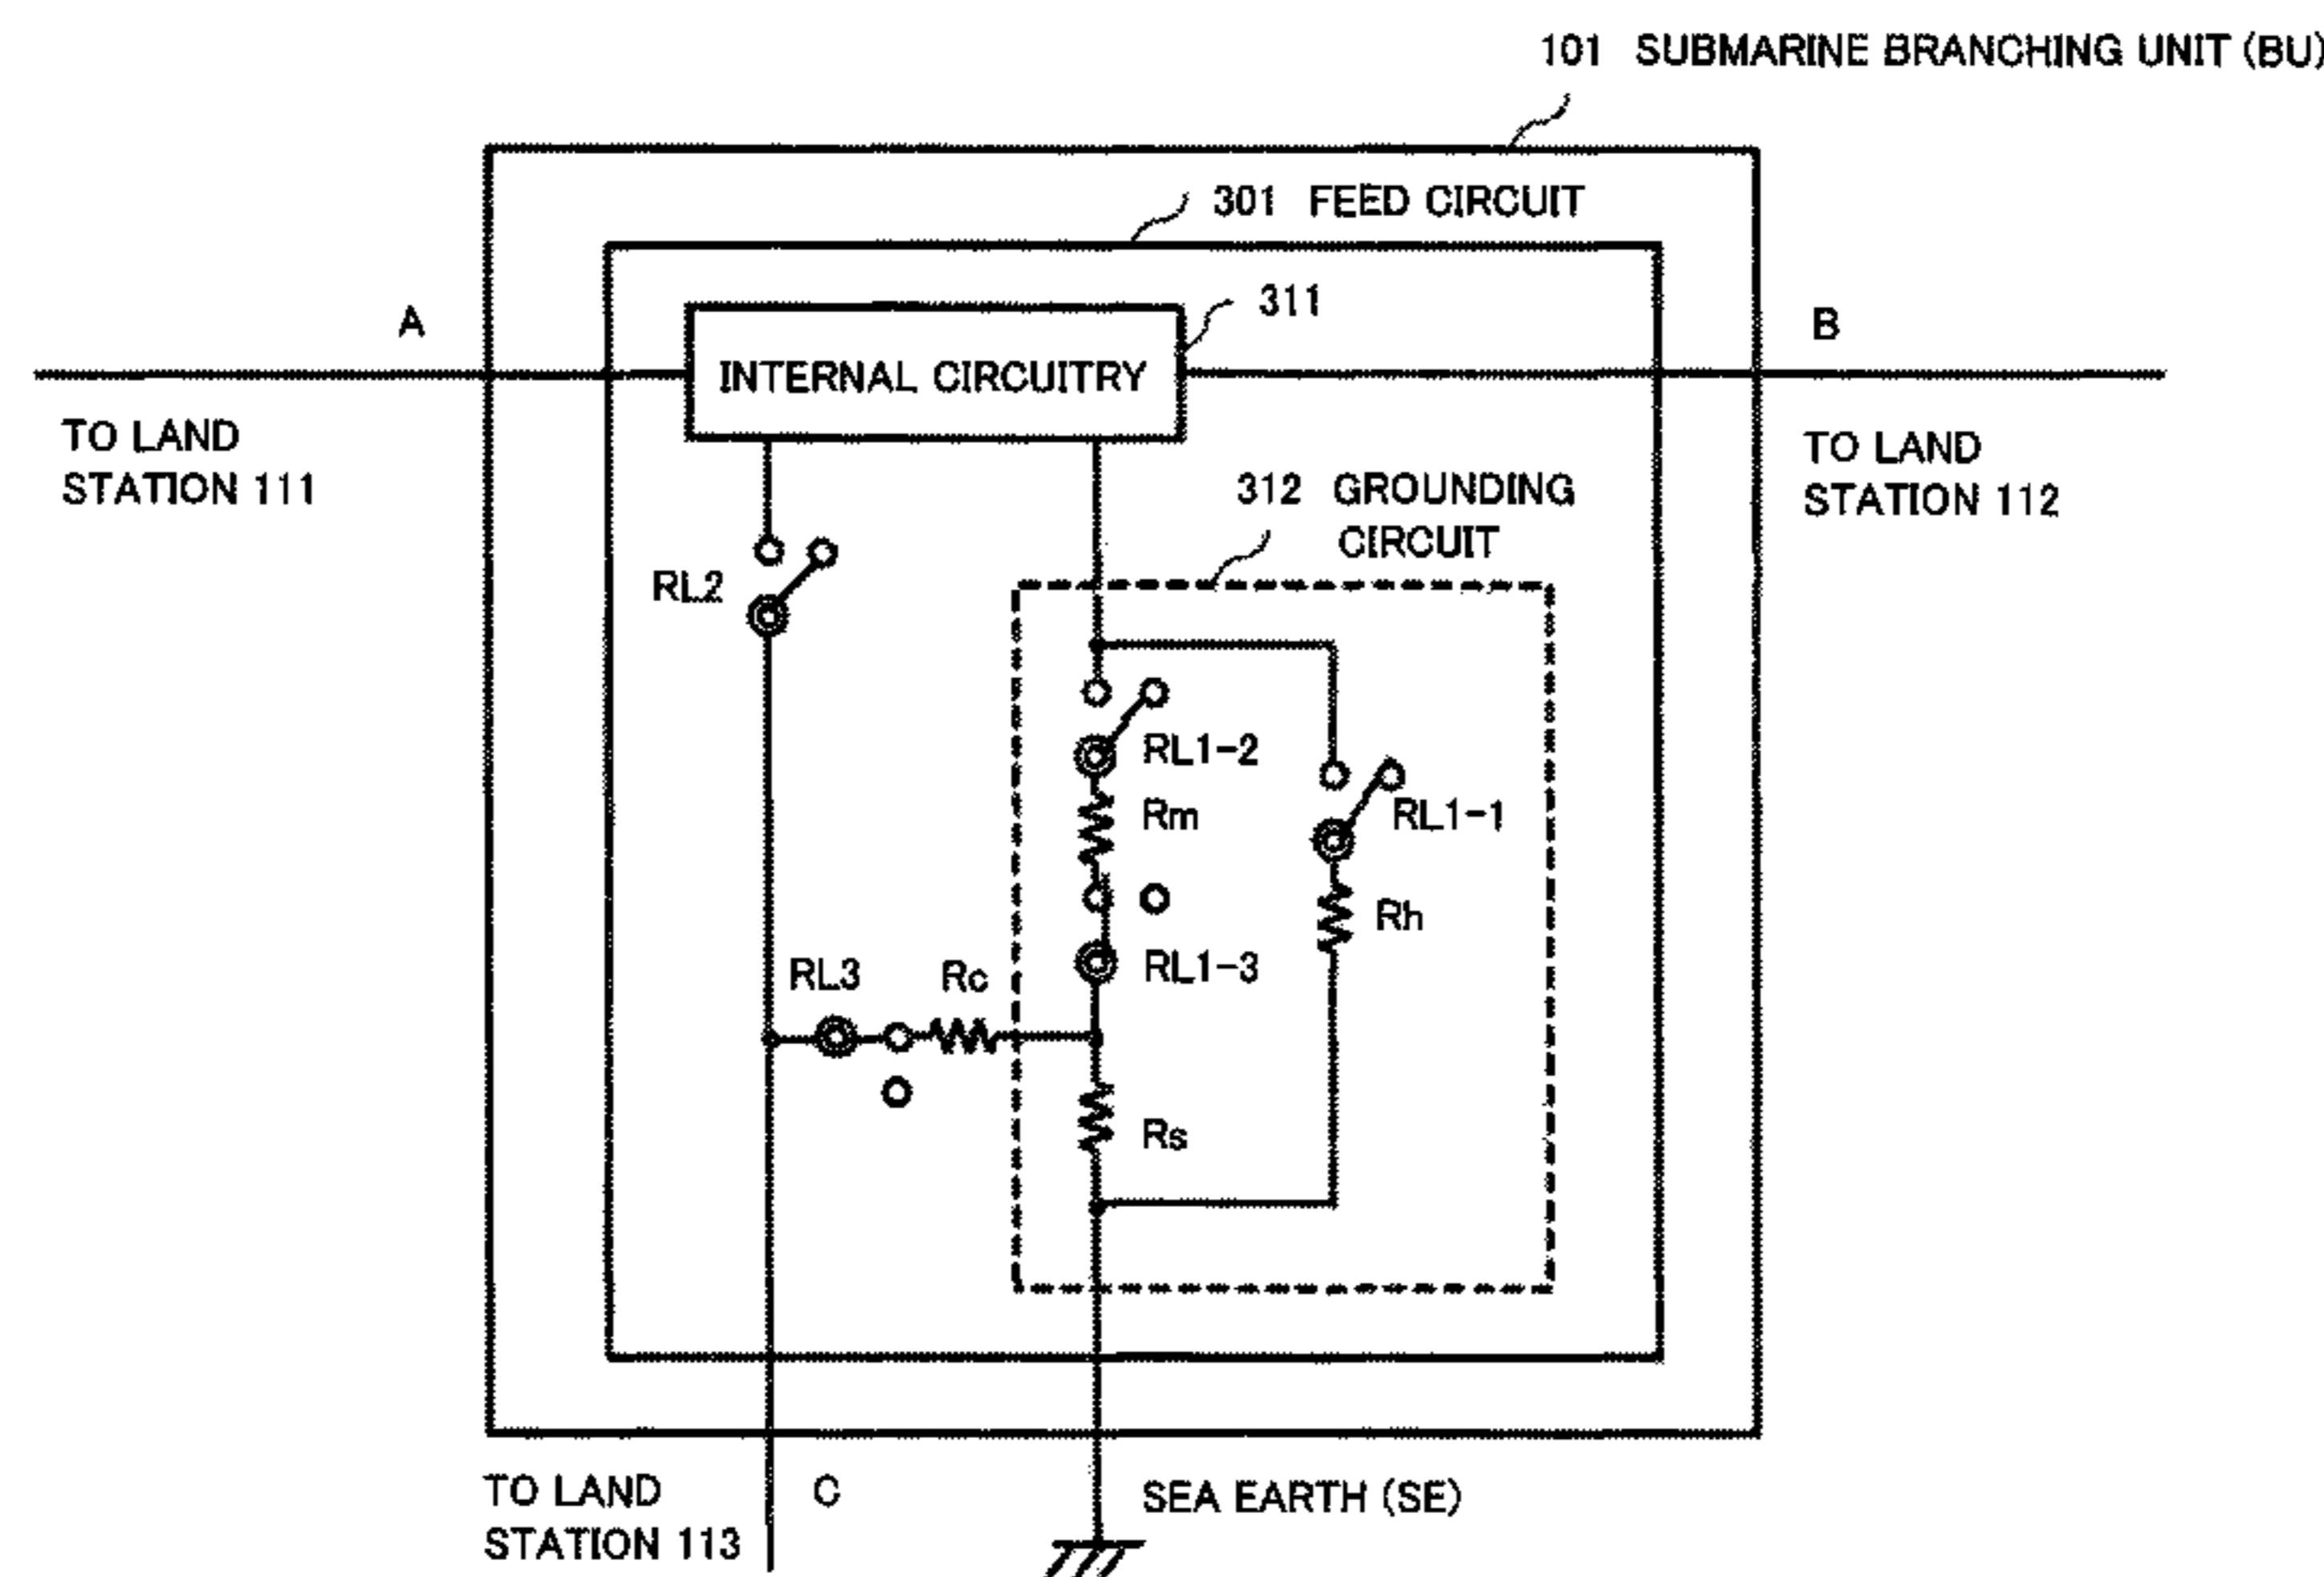 101 SUBMARINE BRANCHING UNIT (BU)
301 FEED CIRCUIT
311
A
B
INTERNAL CIRCUITRY
TO LAND
STATION 111
TO LAND
STATION 112
312 GROUNDING
CIRCUIT
RL2
RL1-2
Rm
RL1-1
Rh
RL1-3
RL3
Rc
Rs
TO LAND
STATION 113
C
SEA EARTH (SE)